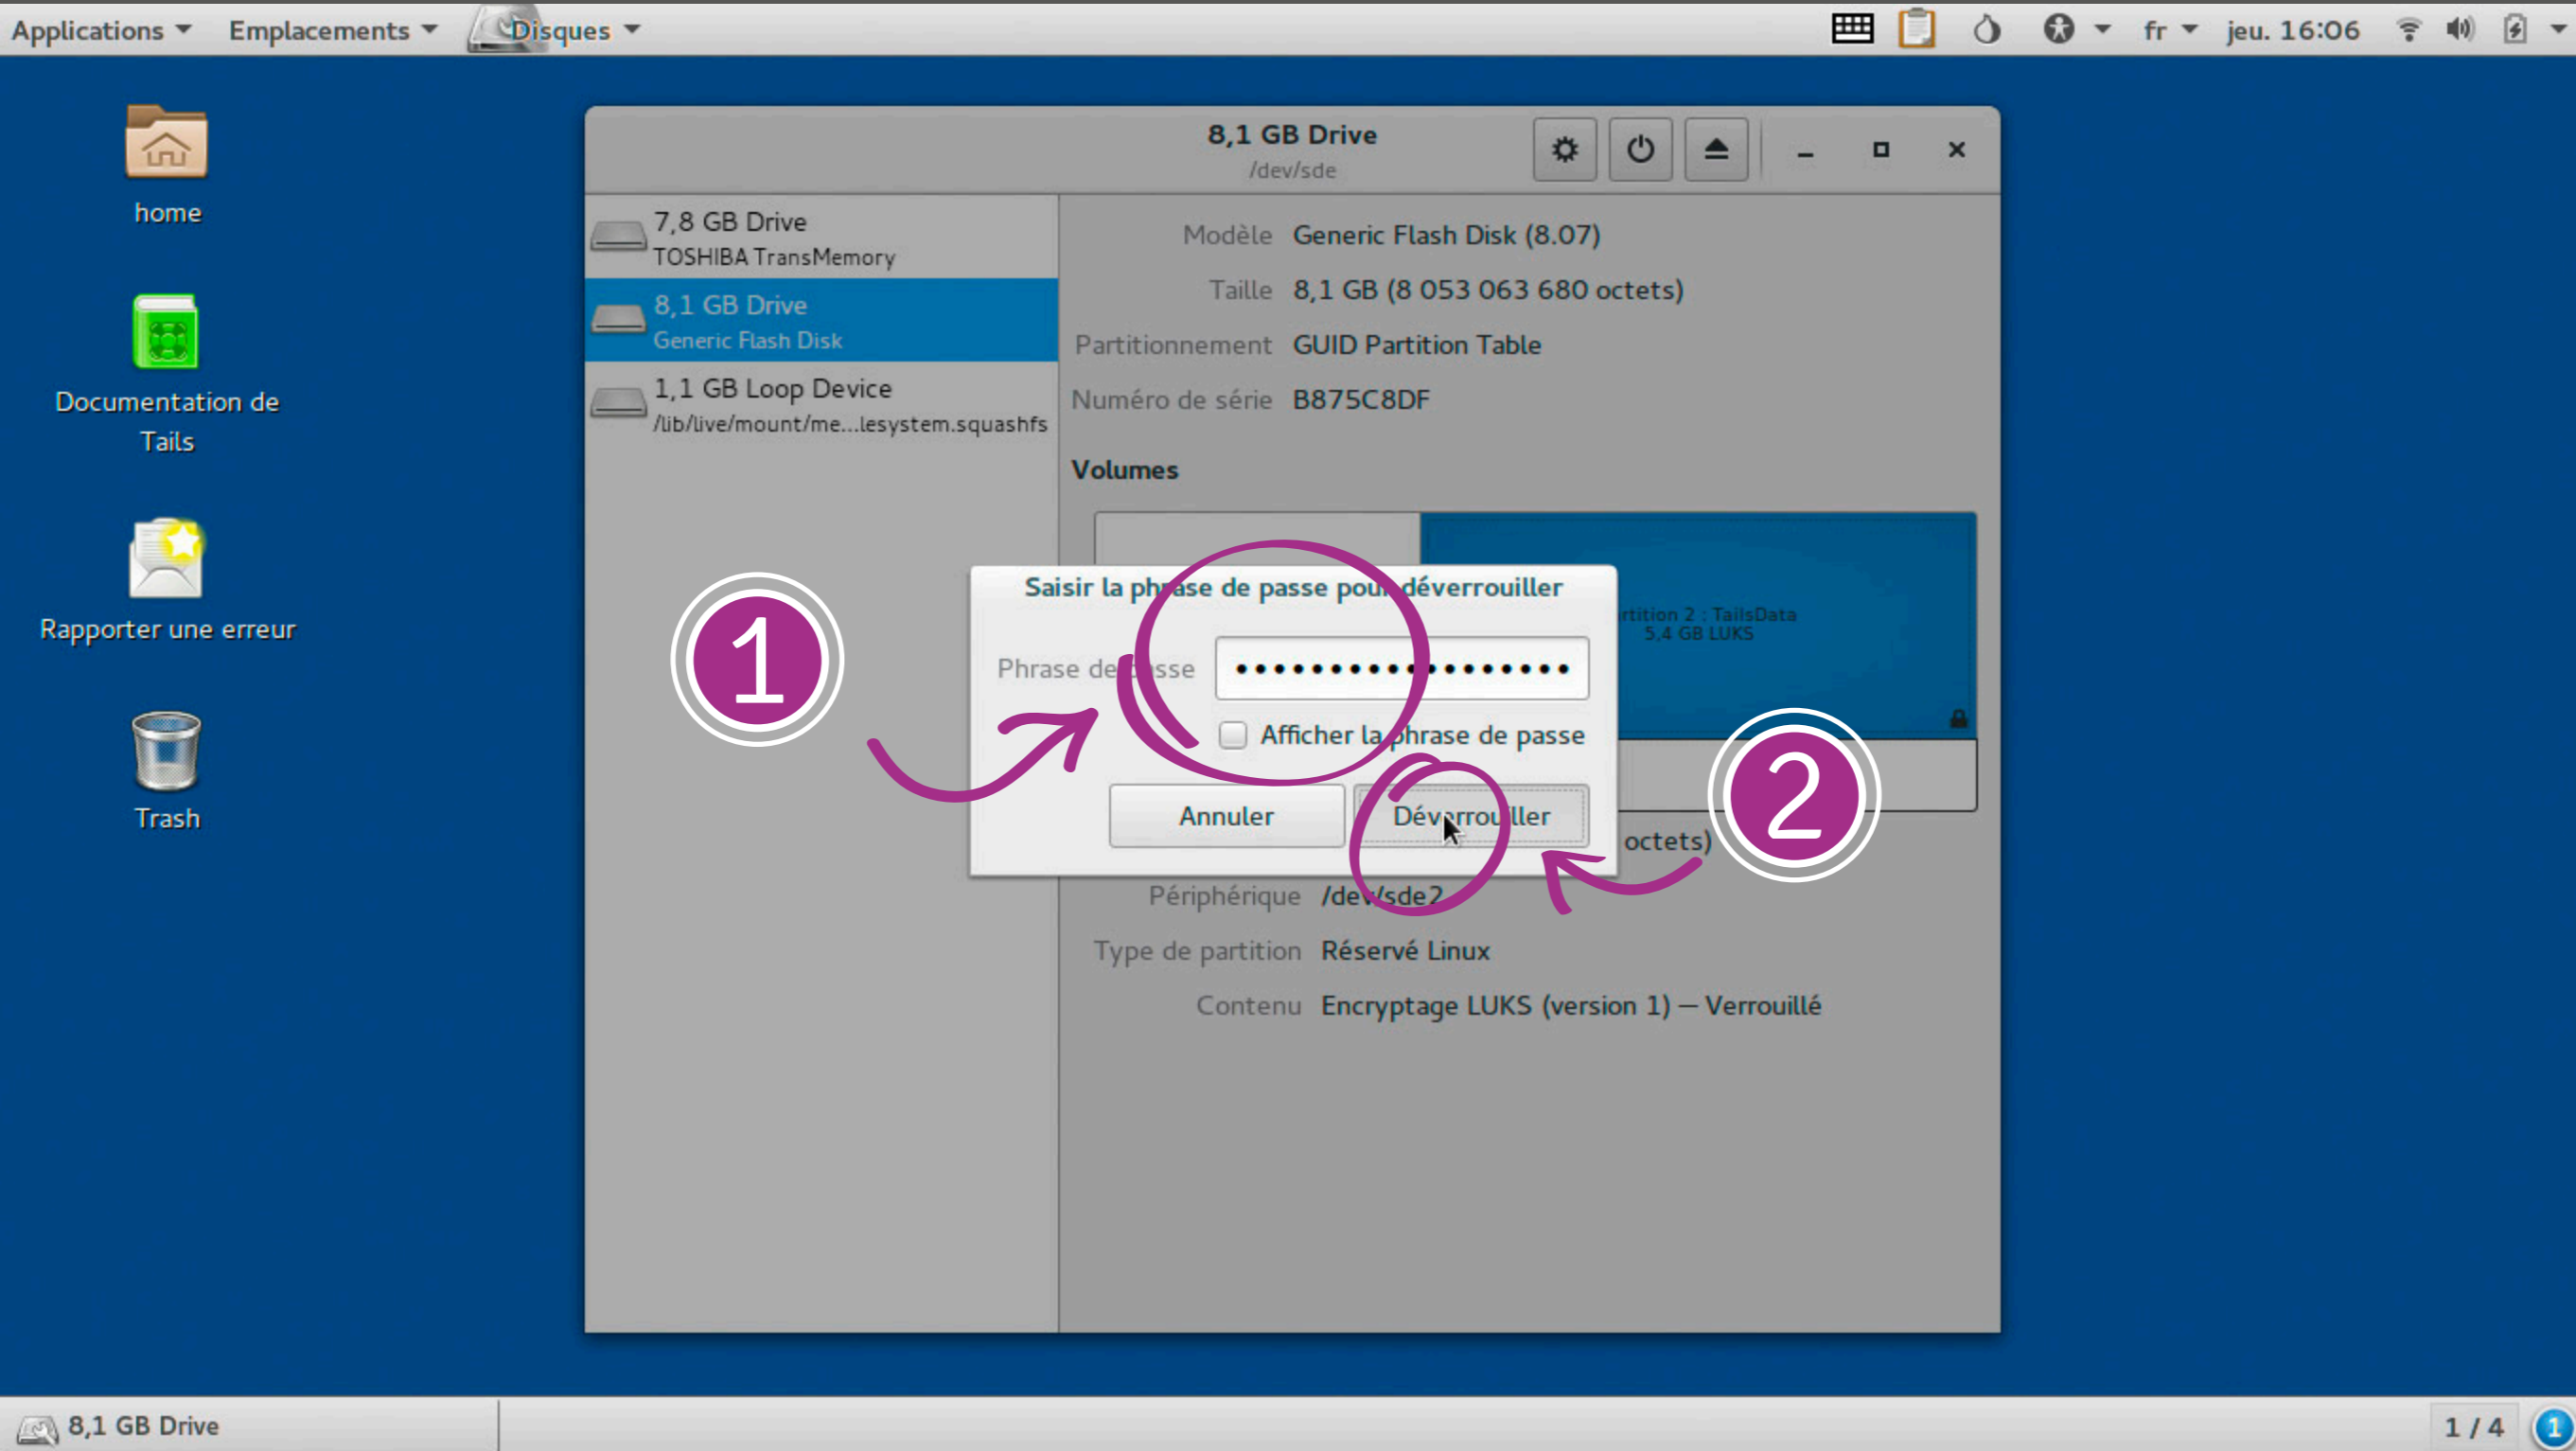 Applications Emplacements Disques fr jeu. 16:06
home
Documentation de
Tails
Rapporter une erreur
Trash
8,1 GB Drive
/dev/sde
7,8 GB Drive
TOSHIBA TransMemory
8,1 GB Drive
Generic Flash Disk
1,1 GB Loop Device
/lib/live/mount/me...lesystem.squashfs
Modèle Generic Flash Disk (8.07)
Taille 8,1 GB (8 053 063 680 octets)
Partitionnement GUID Partition Table
Numéro de série B875C8DF
Volumes
rtition 2 : TailsData
5,4 GB LUKS
1
Saisir la phrase de passe pour déverrouiller
Phrase de passe
Afficher la phrase de passe
Annuler Déverrouiller
2
octets)
Périphérique /dev/sde2
Type de partition Réservé Linux
Contenu Encryptage LUKS (version 1) — Verrouillé
8,1 GB Drive
1 / 4 1